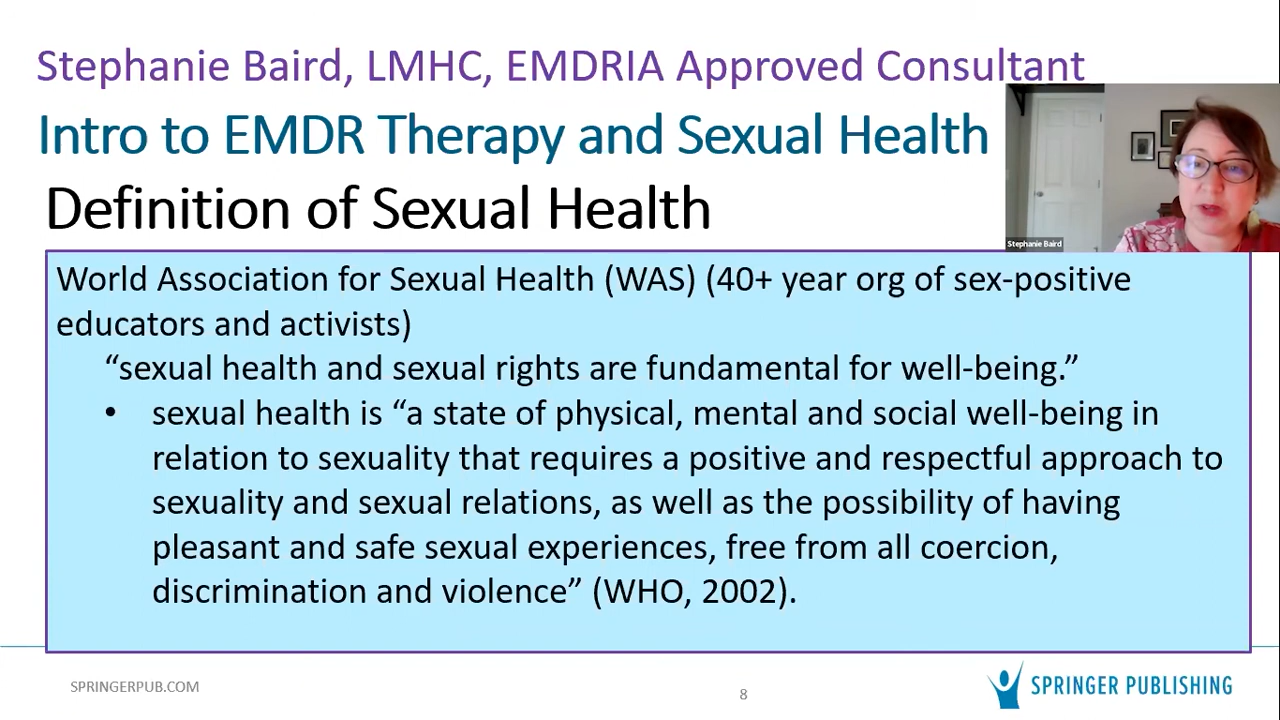 Stephanie Baird, LMHC, EMDRIA Approved Consultant
Intro to EMDR Therapy and Sexual Health
Definition of Sexual Health
Stephanie Baird
World Association for Sexual Health (WAS) (40+ year org of sex-positive
educators and activists)
“sexual health and sexual rights are fundamental for well-being.”
• sexual health is “a state of physical, mental and social well-being in
relation to sexuality that requires a positive and respectful approach to
sexuality and sexual relations, as well as the possibility of having
pleasant and safe sexual experiences, free from all coercion,
discrimination and violence” (WHO, 2002).
SPRINGERPUB.COM
8
SPRINGER PUBLISHING